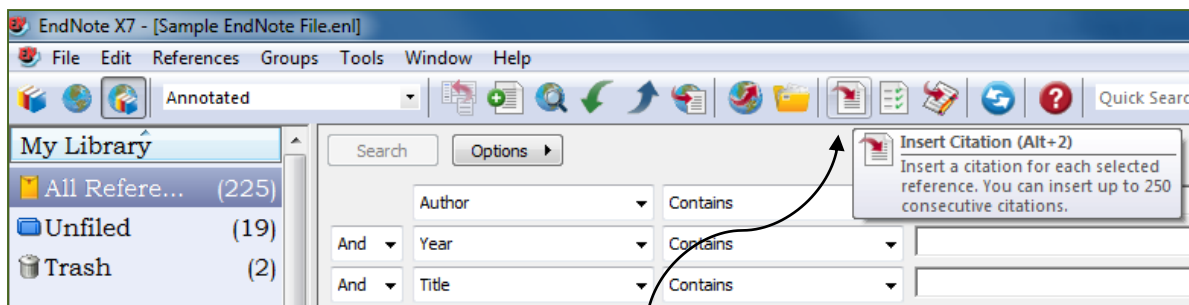 EndNote X7 - [Sample EndNote File.enl]
File Edit References Groups Tools Window Help
Annotated Quick Searc
My Library Search Options
Insert Citation (Alt+2)
Insert a citation for each selected
reference. You can insert up to 250
consecutive citations.
All Refere... (225)
Author Contains
Unfiled (19)
And Year Contains
Trash (2)
And Title Contains